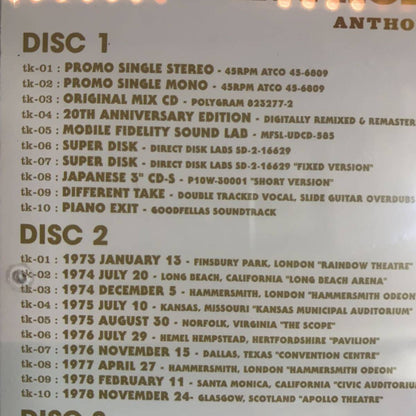 ANTHO
DISC 1
tk-01 : PROMO SINGLE STEREO - 45RPM ATCO 45-6809
tk-02 : PROMO SINGLE MONO - 45RPM ATCO 45-6809
tk-03 : ORIGINAL MIX CD - POLYGRAM 823277-2
tk-04 : 20TH ANNIVERSARY EDITION - DIGITALLY REMIXED & REMASTER
tk-05 : MOBILE FIDELITY SOUND LAB - MFSL-UDCD-585
tk-06 : SUPER DISK - DIRECT DISK LABS SD-2-16629
tk-07 : SUPER DISK - DIRECT DISK LABS SD-2-16629 "FIXED VERSION"
tk-08 : JAPANESE 3" CD-S - P10W-30001 "SHORT VERSION"
tk-09 : DIFFERENT TAKE - DOUBLE TRACKED VOCAL, SLIDE GUITAR OVERDUBS
tk-10 : PIANO EXIT - GOODFELLAS SOUNDTRACK
DISC 2
tk-01 : 1973 JANUARY 13 - FINSBURY PARK, LONDON "RAINBOW THEATRE"
tk-02 : 1974 JULY 20 - LONG BEACH, CALIFORNIA "LONG BEACH ARENA"
tk-03 : 1974 DECEMBER 5 - HAMMERSMITH, LONDON "HAMMERSMITH ODEON
tk-04 : 1975 JULY 10 - KANSAS, MISSOURI "KANSAS MUNICIPAL AUDITORIUM"
tk-05 : 1975 AUGUST 30 - NORFOLK, VIRGINIA "THE SCOPE"
tk-06 : 1976 JULY 29 - HEMEL HEMPSTEAD, HERTFORDSHIRE "PAVILION"
tk-07 : 1976 NOVEMBER 15 - DALLAS, TEXAS "CONVENTION CENTRE"
tk-08 : 1977 APRIL 27 - HAMMERSMITH, LONDON "HAMMERSMITH ODEON"
tk-09 : 1978 FEBRUARY 11 - SANTA MONICA, CALIFORNIA "CIVIC AUDITORIU
tk-10 : 1978 NOVEMBER 24- GLASGOW, SCOTLAND "APOLLO THEATRE"